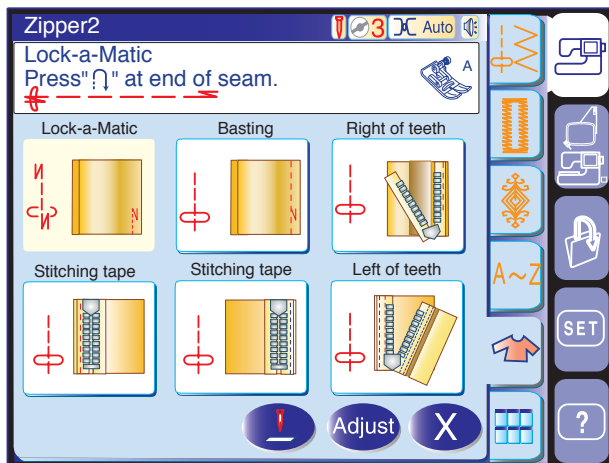 Zipper2
3
Auto
Lock-a-Matic
Press"⋂" at end of seam.
A
Lock-a-Matic
Basting
Right of teeth
N
N
N
N
Stitching tape
Stitching tape
Left of teeth
Adjust
X
A~Z
SET
?